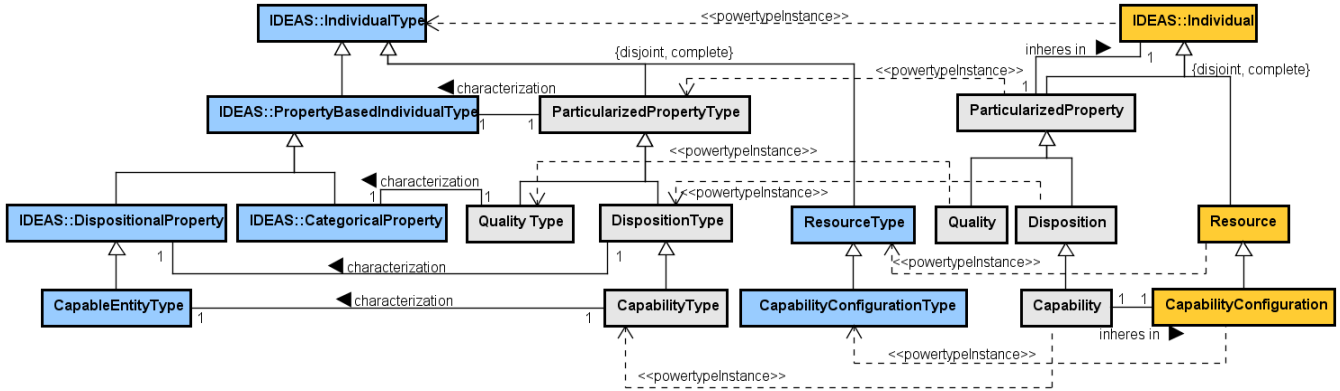 IDEAS::IndividualType
<<powertypeInstance>>
IDEAS::Individual
{disjoint, complete}
inheres in
1
{disjoint, complete}
<<powertypeInstance>>
characterization
1
IDEAS::PropertyBasedIndividualType
1
1
ParticularizedPropertyType
ParticularizedProperty
<<powertypeInstance>>
characterization
<<powertypeInstance>>
1
1
IDEAS::DispositionalProperty
IDEAS::CategoricalProperty
Quality Type
DispositionType
ResourceType
Quality
Disposition
Resource
1
1
characterization
<<powertypeInstance>>
CapableEntityType
characterization
CapabilityType
CapabilityConfigurationType
Capability
1
1
CapabilityConfiguration
1
1
inheres in
<<powertypeInstance>>
<<powertypeInstance>>